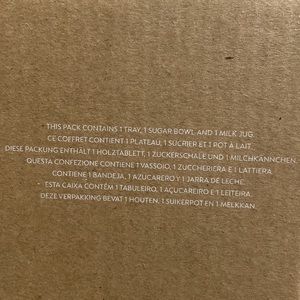 THIS PACK CONTAINS 1 TRAY, 1 SUGAR BOWL AND 1 MILK JUG.
CE COFFRET CONTIENT 1 PLATEAU, 1 SUCRIER ET 1 POT À LAIT.
DIESE PACKUNG ENTHÄLT 1 HOLZTABLETT, 1 ZUCKERSCHALE UND 1 MILCHKÄNNCHEN.
QUESTA CONFEZIONE CONTIENE 1 VASSOIO, 1 ZUCCHERIERA E 1 LATTIERA.
CONTIENE 1 BANDEJA, 1 AZUCARERO Y 1 JARRA DE LECHE.
ESTA CAIXA CONTÉM 1 TABULEIRO, 1 AÇUCAREIRO E 1 LEITEIRA.
DEZE VERPAKKING BEVAT 1 HOUTEN, 1 SUIKERPOT EN 1 MELKKAN.